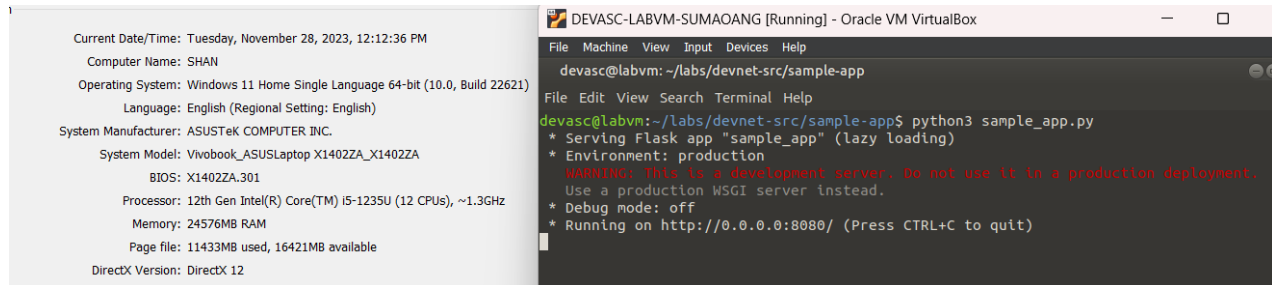 Current Date/Time: Tuesday, November 28, 2023, 12:12:36 PM
Computer Name: SHAN
Operating System: Windows 11 Home Single Language 64-bit (10.0, Build 22621)
Language: English (Regional Setting: English)
System Manufacturer: ASUSTeK COMPUTER INC.
System Model: Vivobook_ASUSLaptop X1402ZA_X1402ZA
BIOS: X1402ZA.301
Processor: 12th Gen Intel(R) Core(TM) i5-1235U (12 CPUs), ~1.3GHz
Memory: 24576MB RAM
Page file: 11433MB used, 16421MB available
DirectX Version: DirectX 12
DEVASC-LABVM-SUMAOANG [Running] - Oracle VM VirtualBox
File Machine View Input Devices Help
devasc@labvm: ~/labs/devnet-src/sample-app
File Edit View Search Terminal Help
devasc@labvm:~/labs/devnet-src/sample-app$ python3 sample_app.py
* Serving Flask app "sample_app" (lazy loading)
* Environment: production
WARNING: This is a development server. Do not use it in a production deployment.
Use a production WSGI server instead.
* Debug mode: off
* Running on http://0.0.0.0:8080/ (Press CTRL+C to quit)